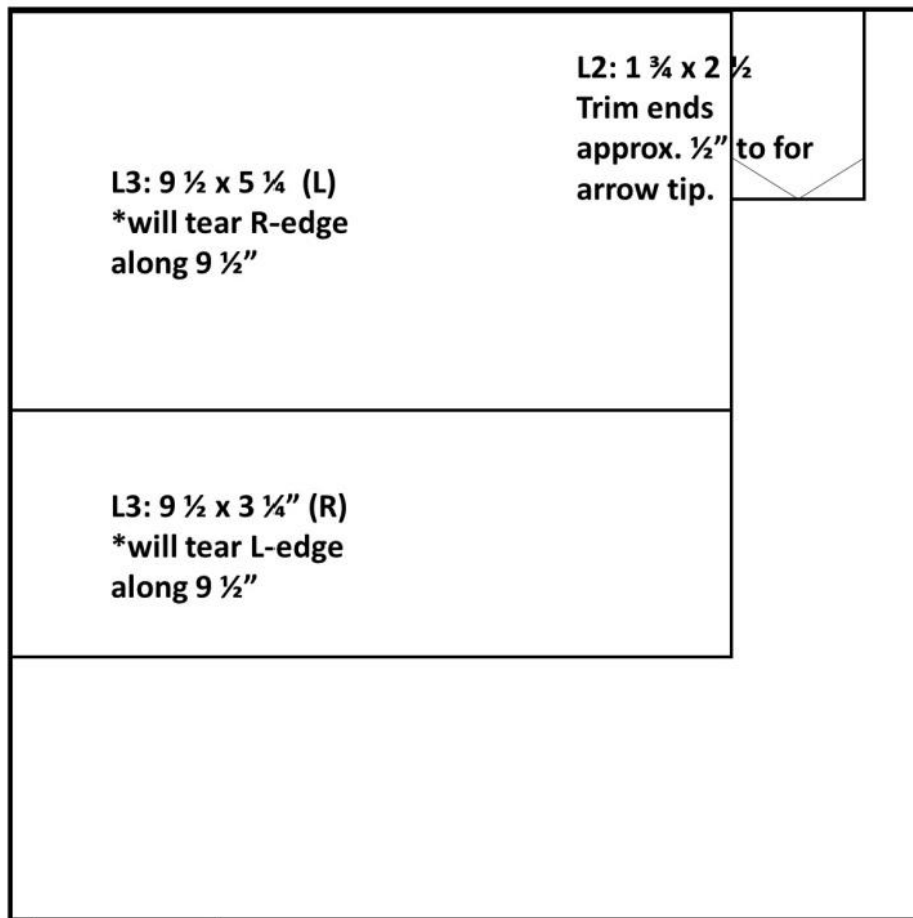 L2: 1 ¾ x 2 ½
Trim ends
approx. ½” to for
arrow tip.
L3: 9 ½ x 5 ¼ (L)
*will tear R-edge
along 9 ½”
L3: 9 ½ x 3 ¼” (R)
*will tear L-edge
along 9 ½”